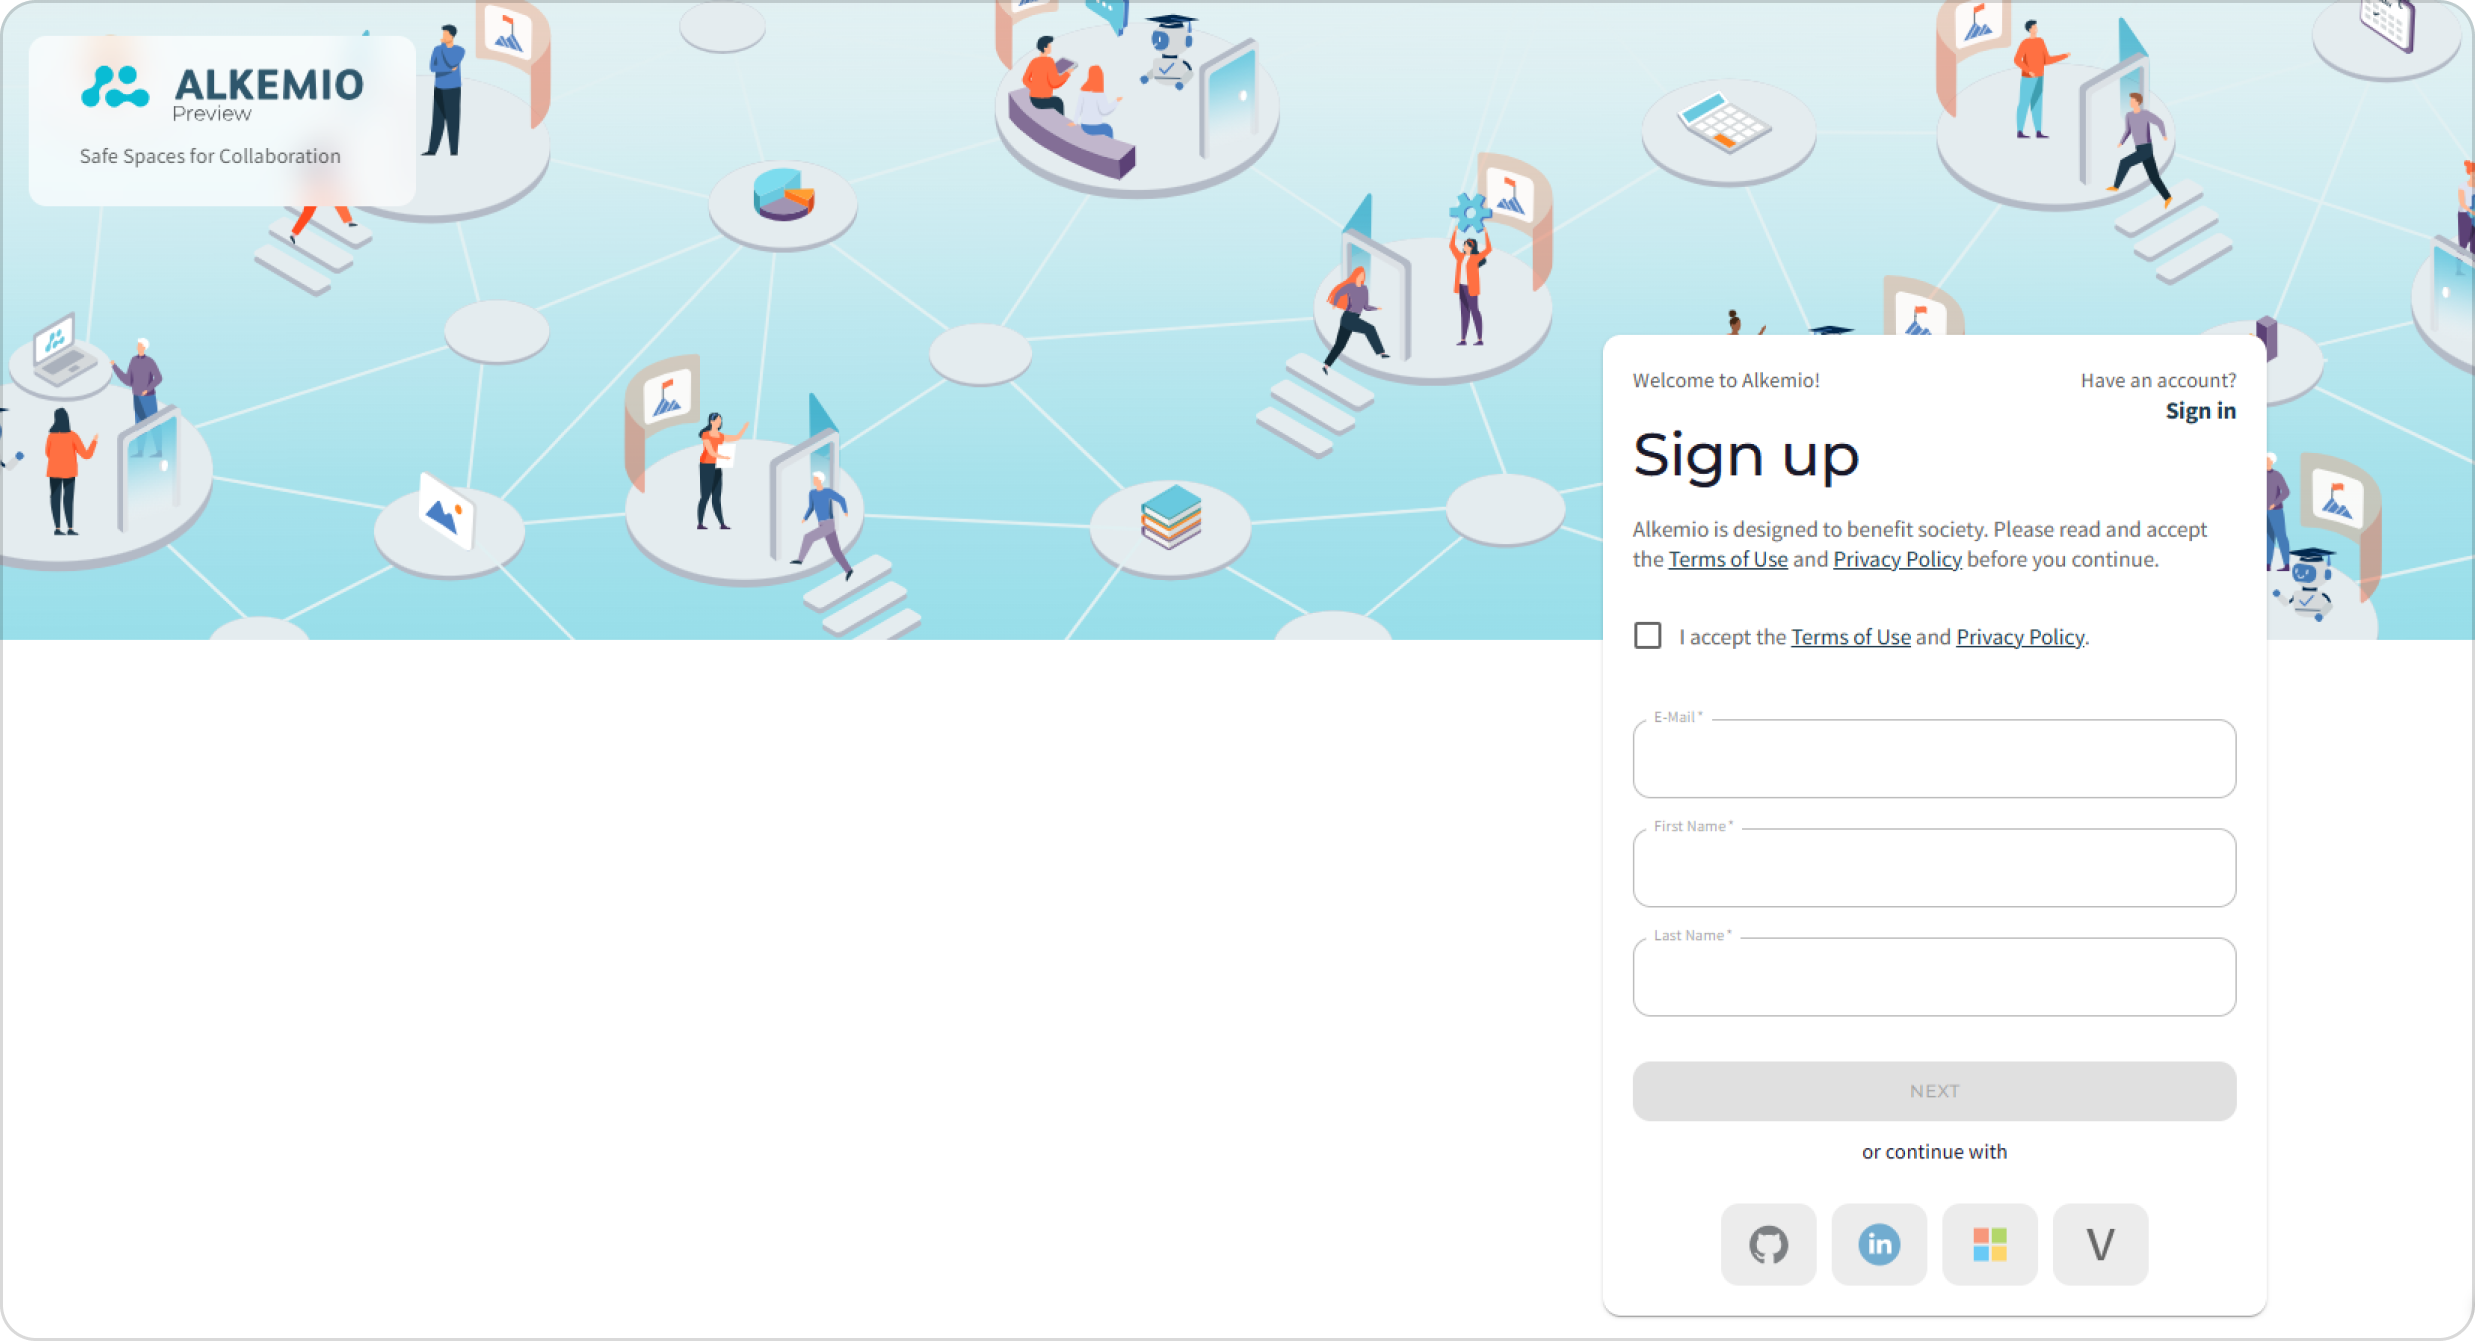 ALKEMIO
Preview
Safe Spaces for Collaboration
Welcome to Alkemio!
Have an account?
Sign in
Sign up
Alkemio is designed to benefit society. Please read and accept
the Terms of Use and Privacy Policy before you continue.
I accept the Terms of Use and Privacy Policy.
E-Mail *
First Name *
Last Name *
NEXT
or continue with
in
V